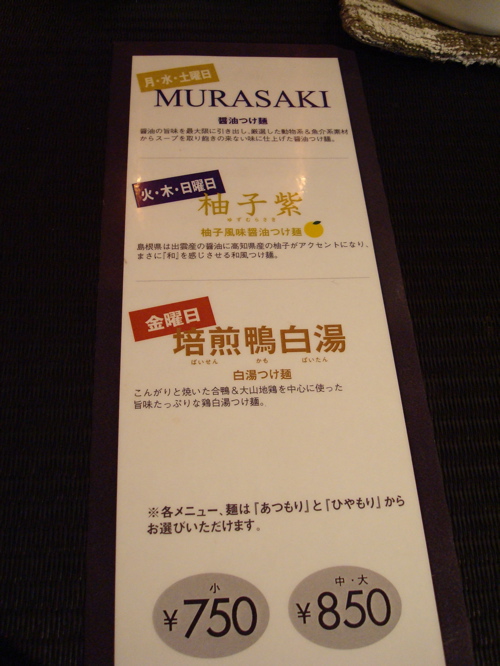 月・水・土曜日
MURASAKI
醤油つけ麺
醤油の旨味を最大限に引き出し、厳選した動物系&魚介系素材
からスープを取り飽きの来ない味に仕上げた醤油つけ麺。
火・木・日曜日
柚子紫
ゆずむらさき
柚子風味醤油つけ麺
島根県は出雲産の醤油に高知県産の柚子がアクセントになり、
まさに『和』を感じさせる和風つけ麺。
金曜日
焙煎鴨白湯
ばいせん かも ぱいたん
白湯つけ麺
こんがりと焼いた合鴨&大山地鶏を中心に使った
旨味たっぷりな鶏白湯つけ麺。
※各メニュー、麺は『あつもり』と『ひやもり』から
お選びいただけます。
小
¥750
中・大
¥850